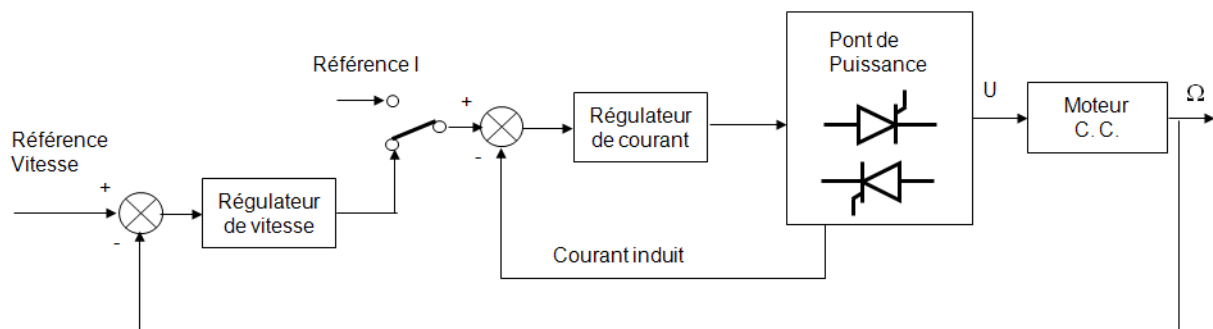 Référence I
Référence
Vitesse
+
-
Régulateur
de vitesse
+
-
Régulateur
de courant
Pont de
Puissance
U
Moteur
C. C.
Ω
Courant induit